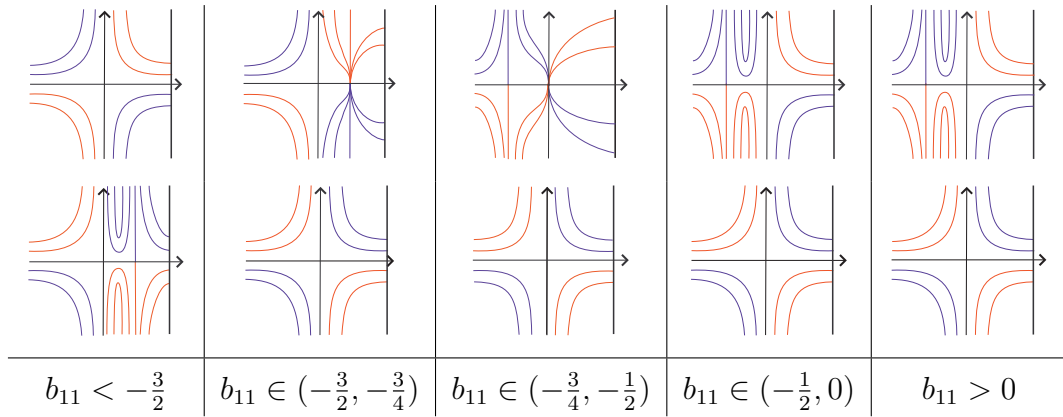 $b_{11} < -\frac{3}{2}$ $b_{11} \in (-\frac{3}{2}, -\frac{3}{4})$ $b_{11} \in (-\frac{3}{4}, -\frac{1}{2})$ $b_{11} \in (-\frac{1}{2}, 0)$ $b_{11} > 0$